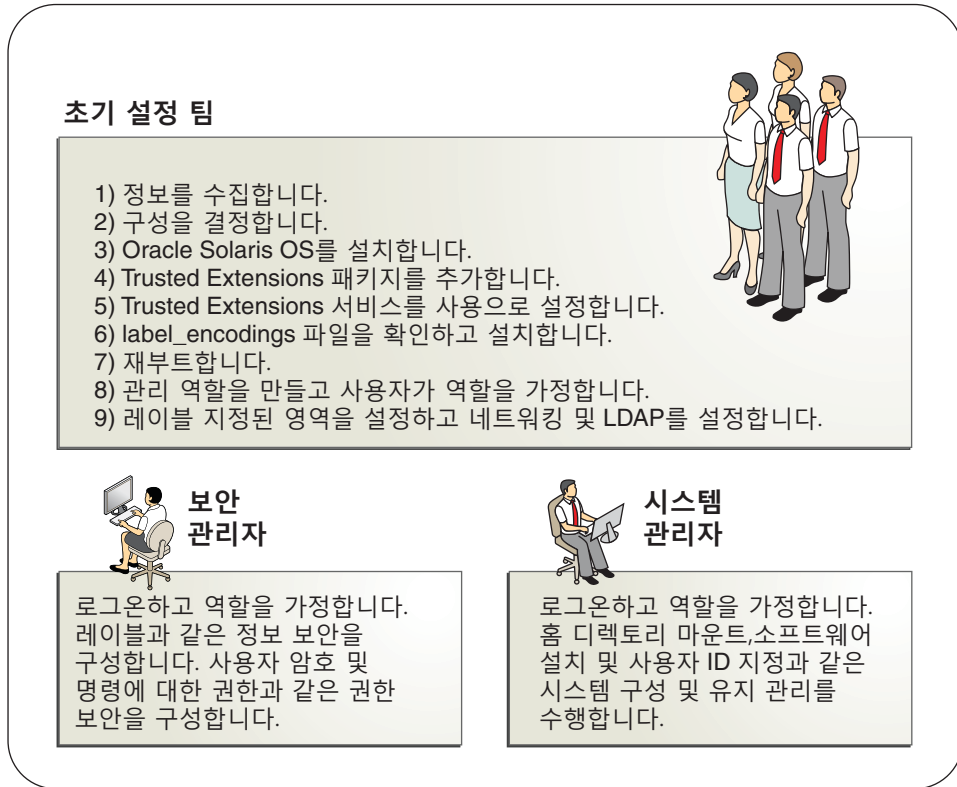 초기 설정 팀
1) 정보를 수집합니다.
2) 구성을 결정합니다.
3) Oracle Solaris OS를 설치합니다.
4) Trusted Extensions 패키지를 추가합니다.
5) Trusted Extensions 서비스를 사용으로 설정합니다.
6) label_encodings 파일을 확인하고 설치합니다.
7) 재부트합니다.
8) 관리 역할을 만들고 사용자가 역할을 가정합니다.
9) 레이블 지정된 영역을 설정하고 네트워킹 및 LDAP를 설정합니다.
보안
관리자
로그온하고 역할을 가정합니다.
레이블과 같은 정보 보안을
구성합니다. 사용자 암호 및
명령에 대한 권한과 같은 권한
보안을 구성합니다.
시스템
관리자
로그온하고 역할을 가정합니다.
홈 디렉토리 마운트,소프트웨어
설치 및 사용자 ID 지정과 같은
시스템 구성 및 유지 관리를
수행합니다.